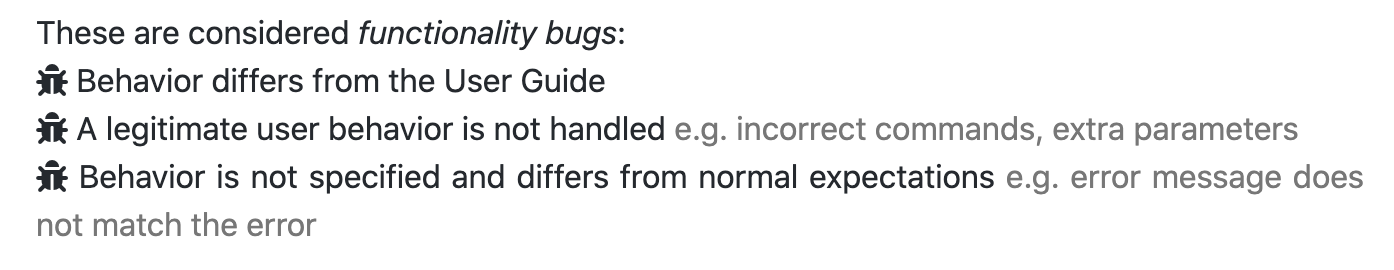 These are considered functionality bugs:
Behavior differs from the User Guide
A legitimate user behavior is not handled e.g. incorrect commands, extra parameters
Behavior is not specified and differs from normal expectations e.g. error message does
not match the error